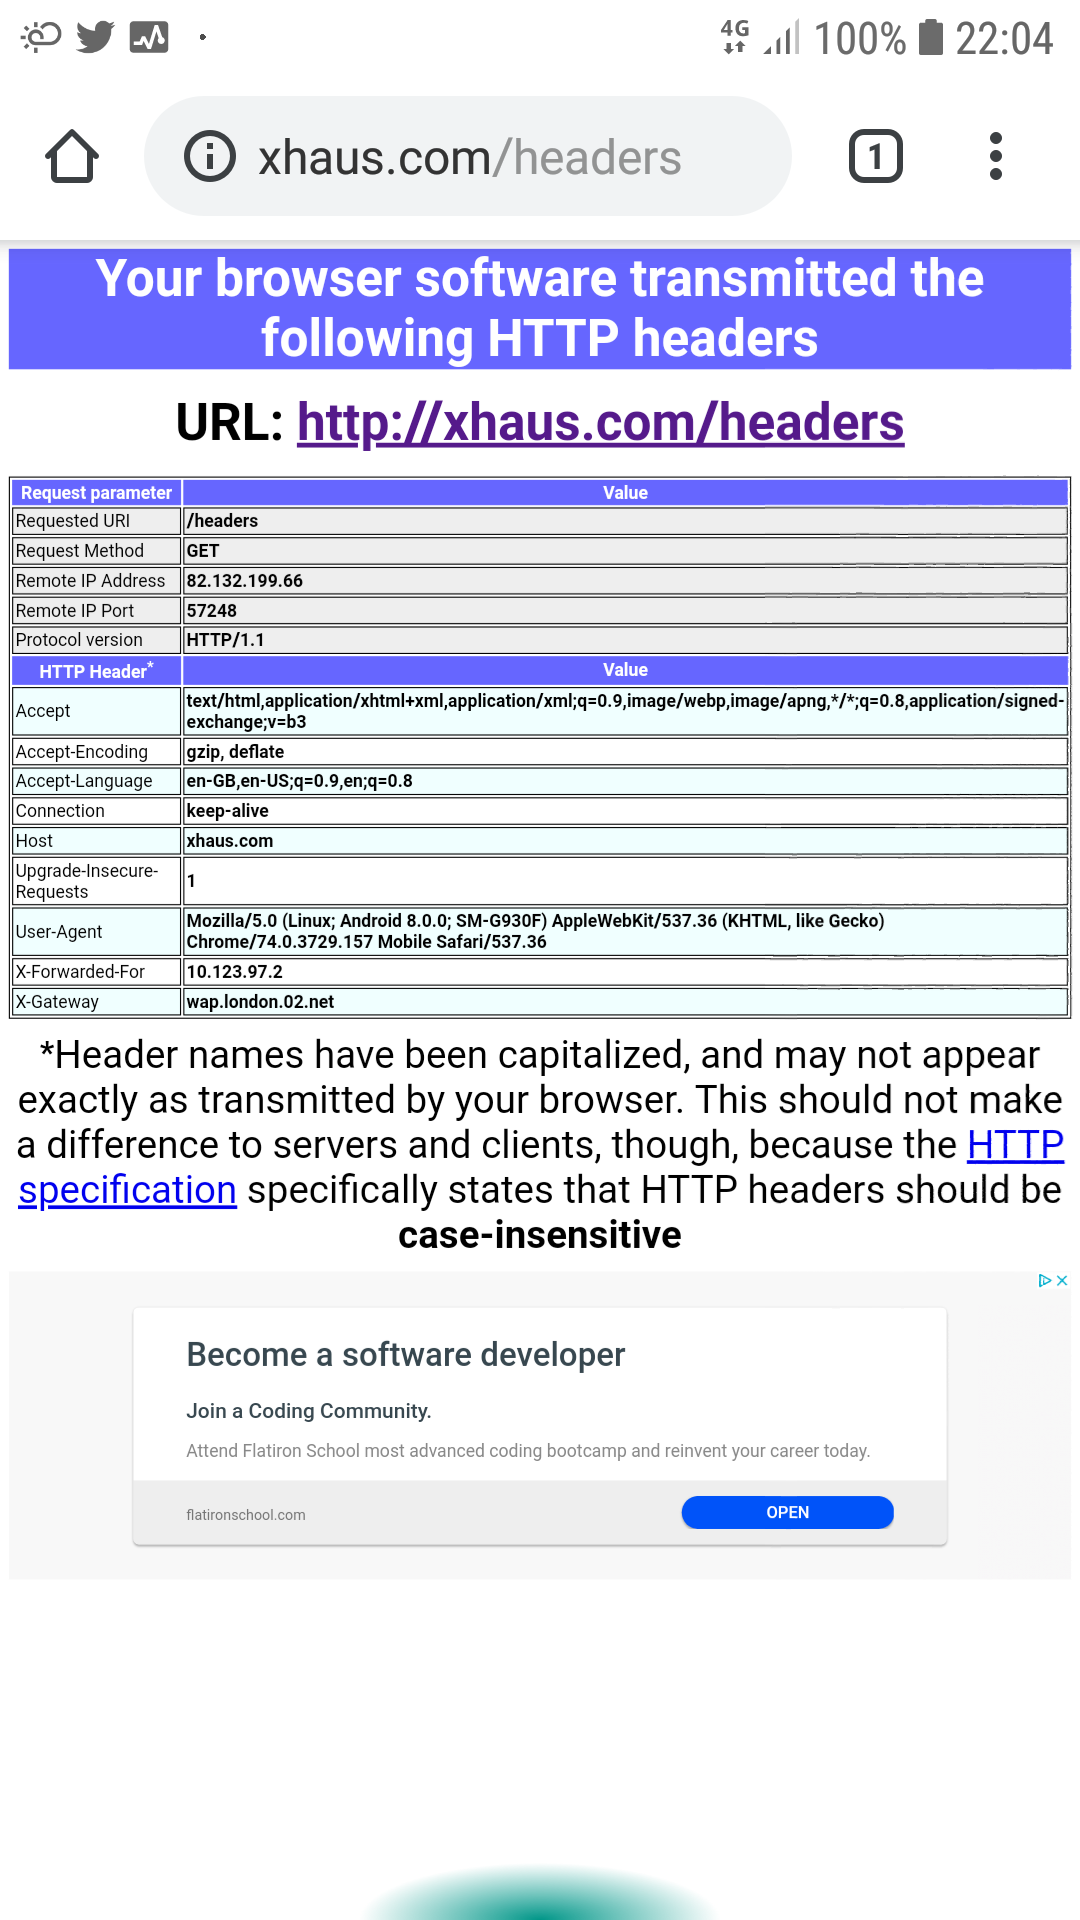 4G 100% 22:04
xhaus.com/headers 1
Your browser software transmitted the
following HTTP headers
URL: http://xhaus.com/headers
Request parameter Value
Requested URI /headers
Request Method GET
Remote IP Address 82.132.199.66
Remote IP Port 57248
Protocol version HTTP/1.1
HTTP Header* Value
Accept text/html,application/xhtml+xml,application/xml;q=0.9,image/webp,image/apng,*/*;q=0.8,application/signed-
exchange;v=b3
Accept-Encoding gzip, deflate
Accept-Language en-GB,en-US;q=0.9,en;q=0.8
Connection keep-alive
Host xhaus.com
Upgrade-Insecure-
Requests 1
User-Agent Mozilla/5.0 (Linux; Android 8.0.0; SM-G930F) AppleWebKit/537.36 (KHTML, like Gecko)
Chrome/74.0.3729.157 Mobile Safari/537.36
X-Forwarded-For 10.123.97.2
X-Gateway wap.london.02.net
*Header names have been capitalized, and may not appear
exactly as transmitted by your browser. This should not make
a difference to servers and clients, though, because the HTTP
specification specifically states that HTTP headers should be
case-insensitive
Become a software developer
Join a Coding Community.
Attend Flatiron School most advanced coding bootcamp and reinvent your career today.
flatironschool.com OPEN